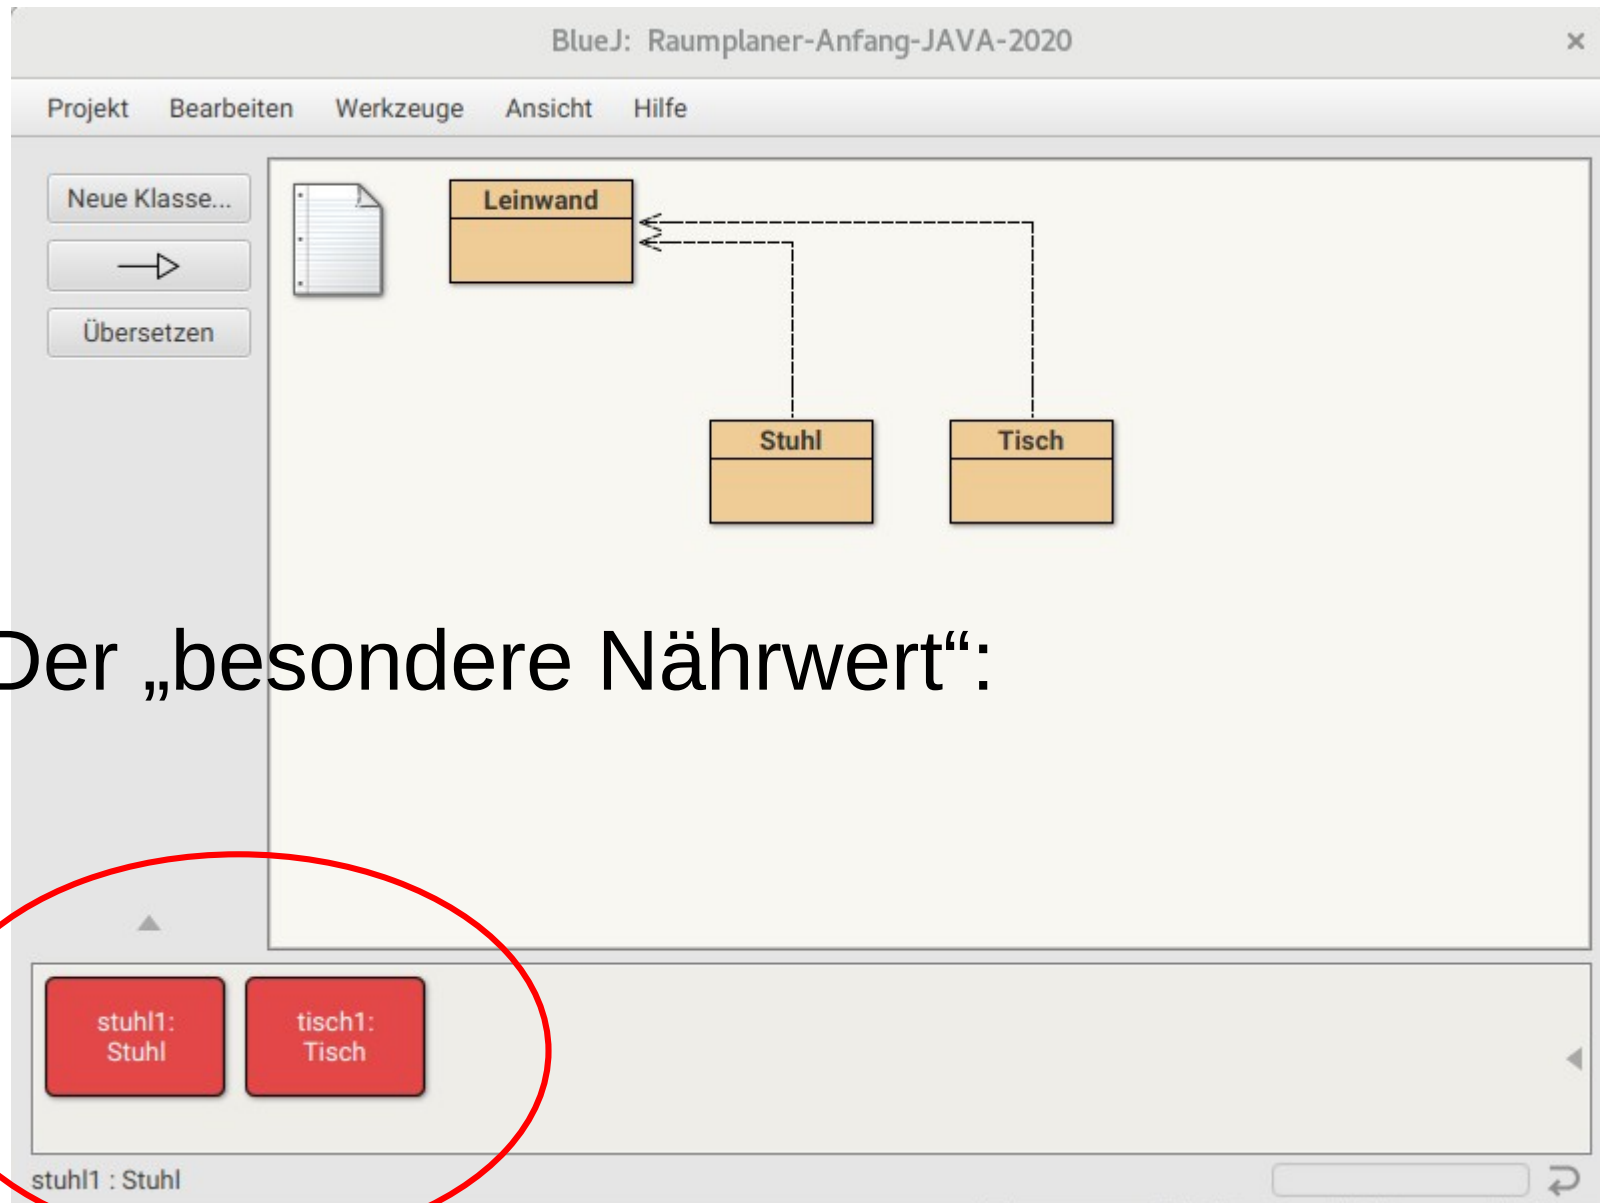 BlueJ: Raumplaner-Anfang-JAVA-2020
Projekt Bearbeiten Werkzeuge Ansicht Hilfe
Neue Klasse...
Übersetzen
Leinwand
Stuhl
Tisch
Der „besondere Nährwert“:
stuhl1:
Stuhl
tisch1:
Tisch
stuhl1 : Stuhl